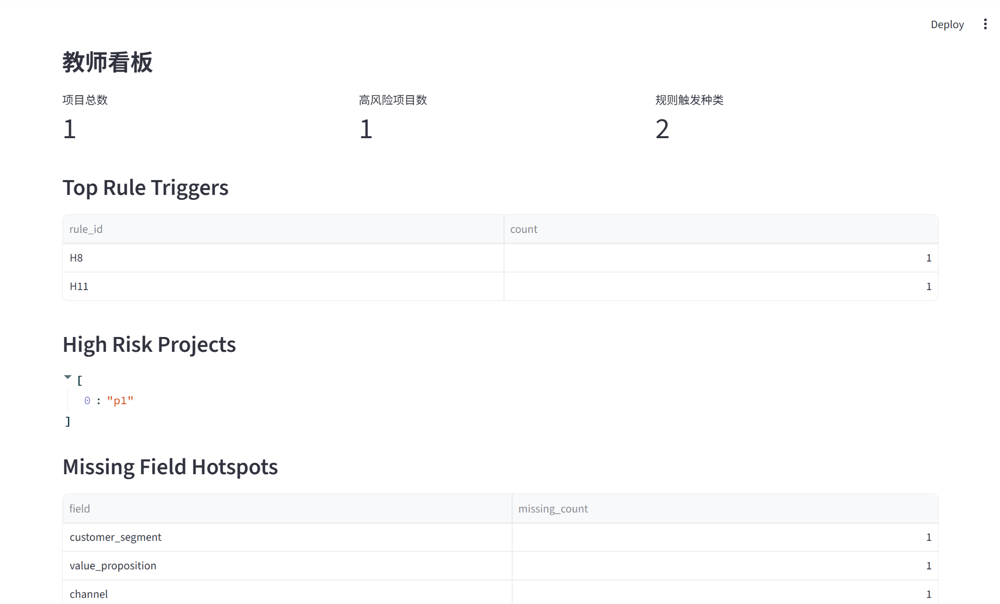 Deploy
教师看板
项目总数
高风险项目数
规则触发种类
1
1
2
Top Rule Triggers
rule_id count
H8 1
H11 1
High Risk Projects
[
0 : "p1"
]
Missing Field Hotspots
field missing_count
customer_segment 1
value_proposition 1
channel 1